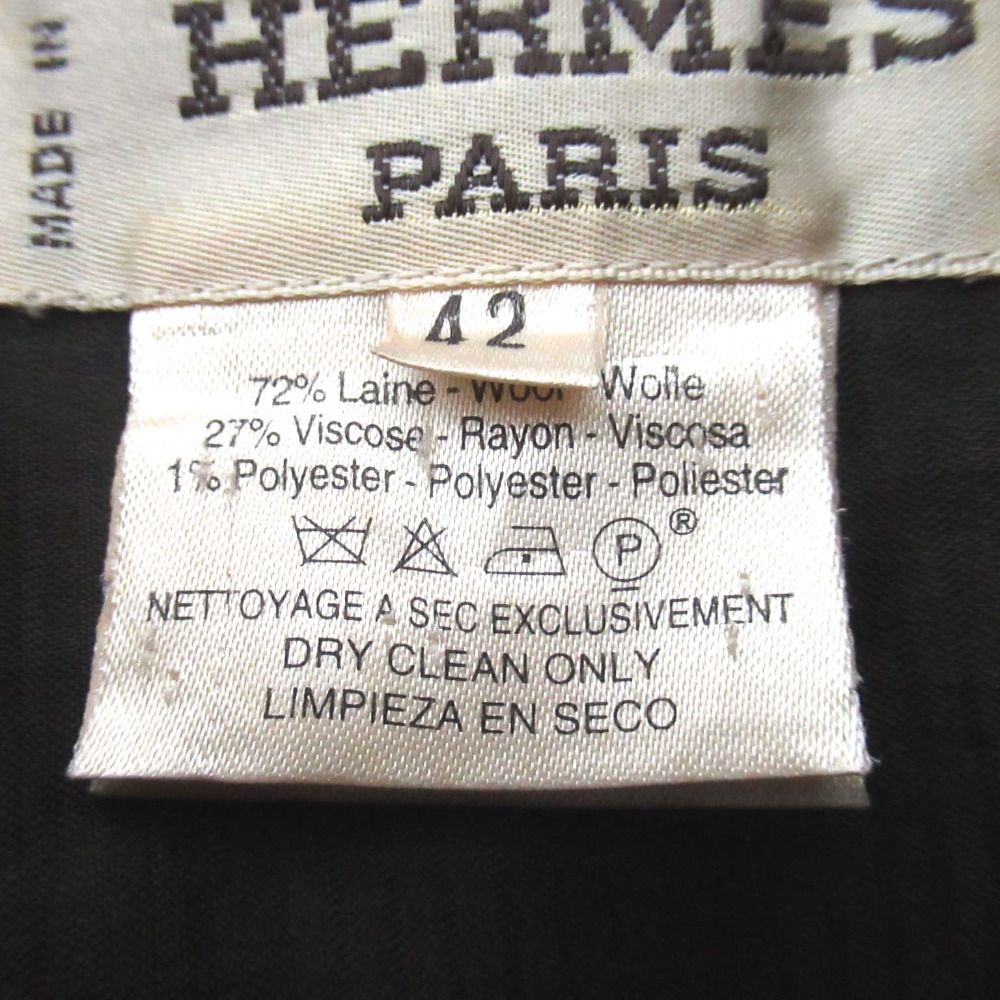 MADE IN
HERMES
PARIS
42
72% Laine - Wool - Wolle
27% Viscose - Rayon - Viscosa
1% Polyester - Polyester - Poliester
P ®
NETTOYAGE A SEC EXCLUSIVEMENT
DRY CLEAN ONLY
LIMPIEZA EN SECO